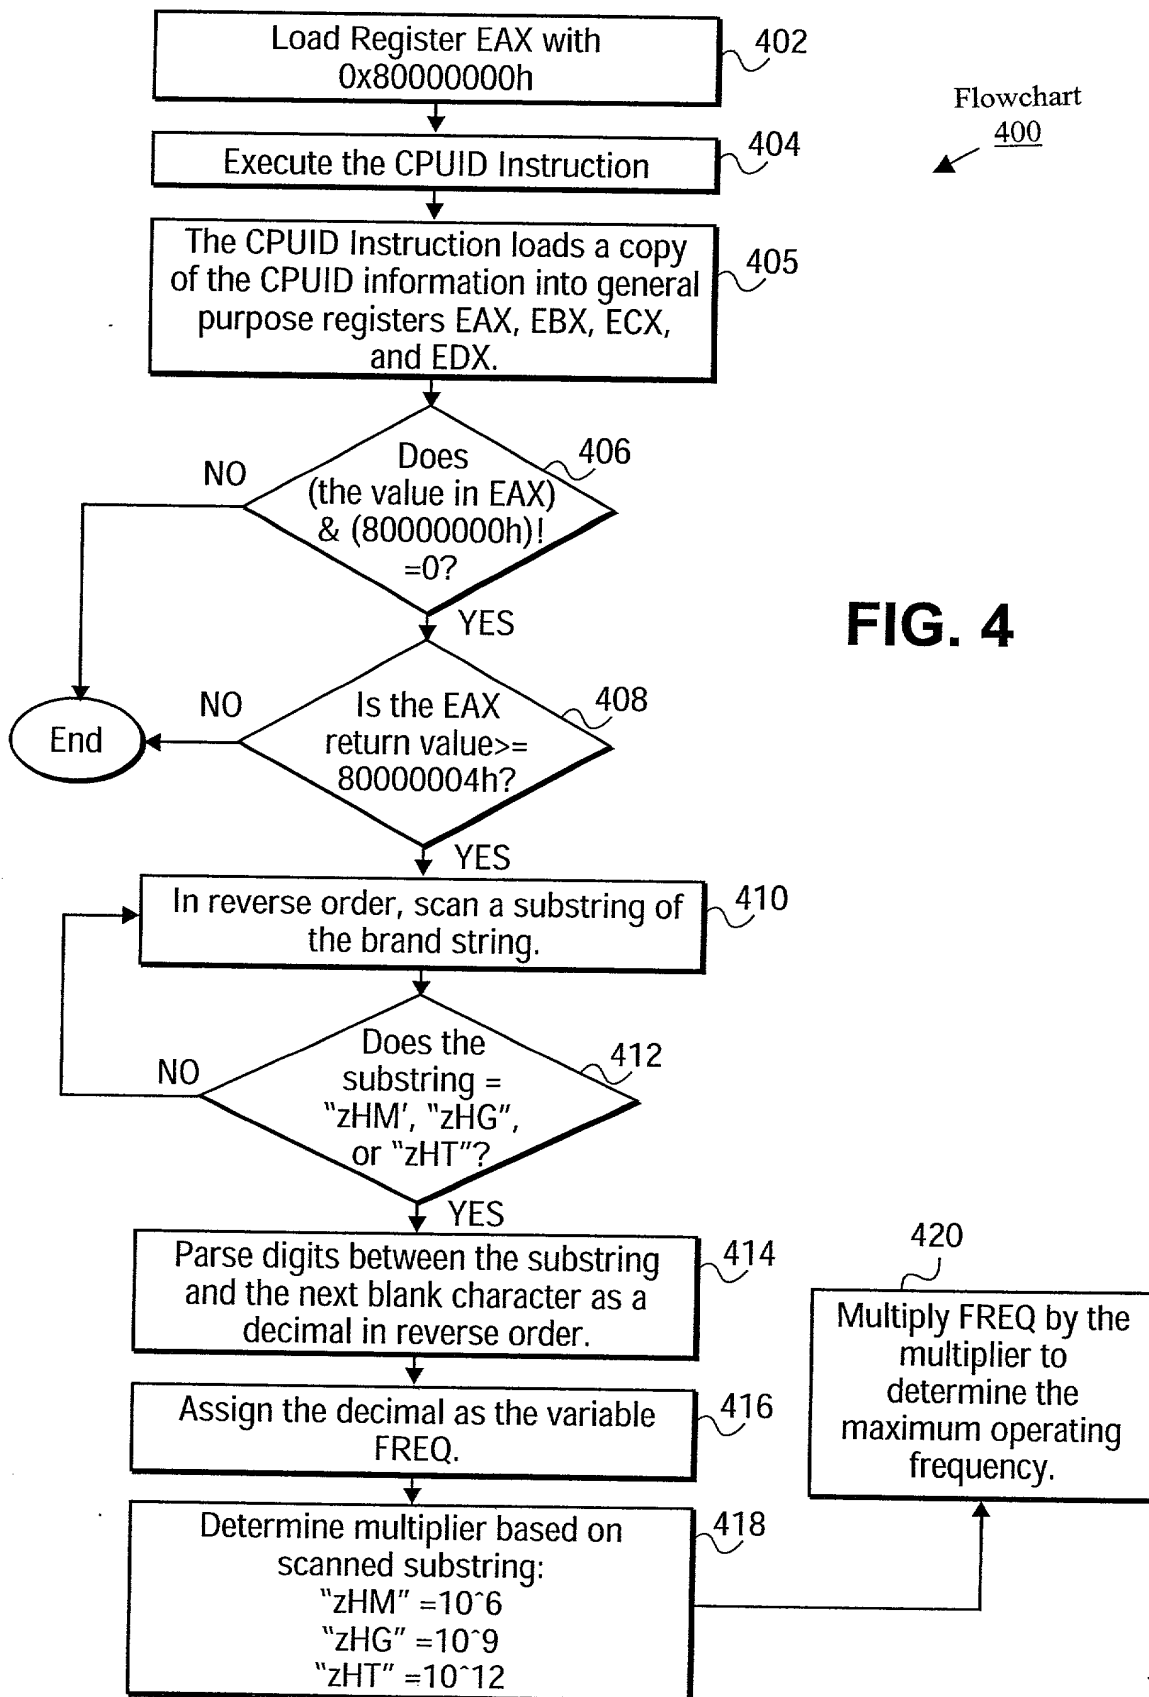 Load Register EAX with
0x80000000h
402
Flowchart
400
Execute the CPUID Instruction
404
The CPUID Instruction loads a copy
of the CPUID information into general
purpose registers EAX, EBX, ECX,
and EDX.
405
Does
(the value in EAX)
& (80000000h)!
=0?
406
NO
YES
FIG. 4
Is the EAX
return value>=
80000004h?
408
NO
End
YES
In reverse order, scan a substring of
the brand string.
410
Does the
substring =
“zHM’, “zHG”,
or “zHT”?
412
NO
YES
Parse digits between the substring
and the next blank character as a
decimal in reverse order.
414
Assign the decimal as the variable
FREQ.
416
Determine multiplier based on
scanned substring:
“zHM” =10^6
“zHG” =10^9
“zHT” =10^12
418
420
Multiply FREQ by the
multiplier to
determine the
maximum operating
frequency.